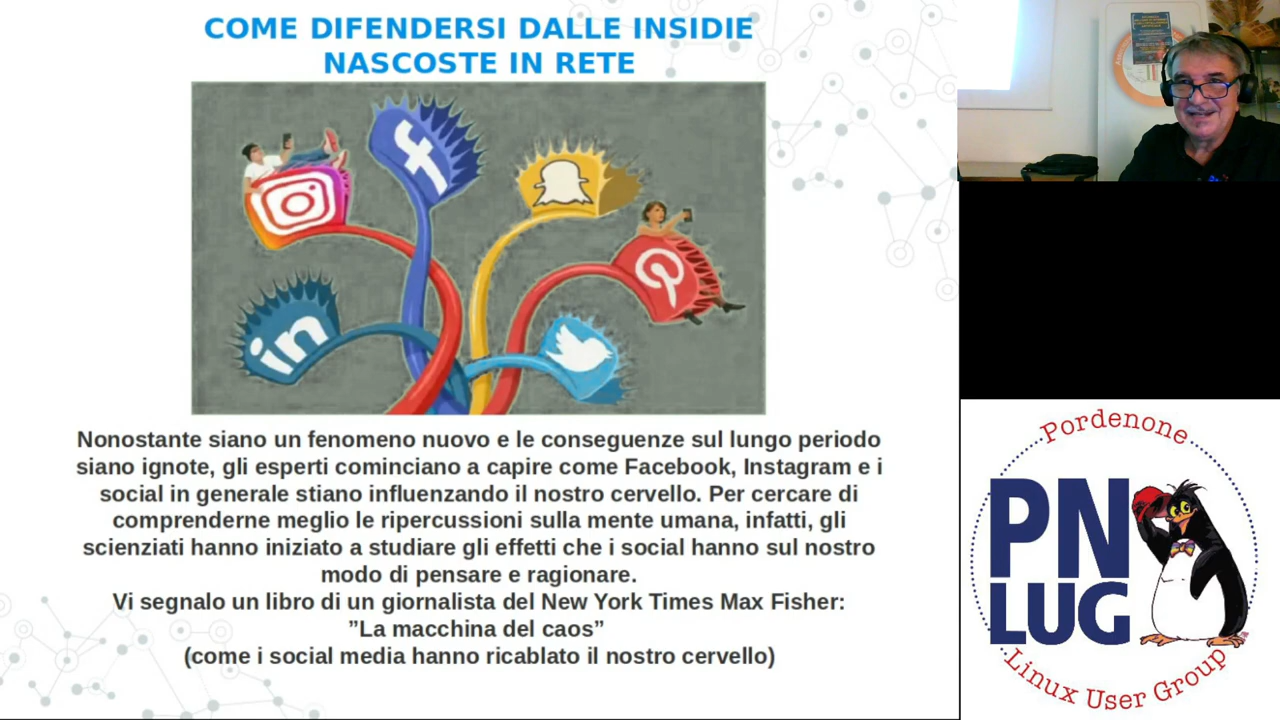 COME DIFENDERSI DALLE INSIDIE
NASCOSTE IN RETE
in
Nonostante siano un fenomeno nuovo e le conseguenze sul lungo periodo
siano ignote, gli esperti cominciano a capire come Facebook, Instagram e i
social in generale stiano influenzando il nostro cervello. Per cercare di
comprenderne meglio le ripercussioni sulla mente umana, infatti, gli
scienziati hanno iniziato a studiare gli effetti che i social hanno sul nostro
modo di pensare e ragionare.
Vi segnalo un libro di un giornalista del New York Times Max Fisher:
”La macchina del caos”
(come i social media hanno ricablato il nostro cervello)
Pordenone
PN
LUG
Linux User Group